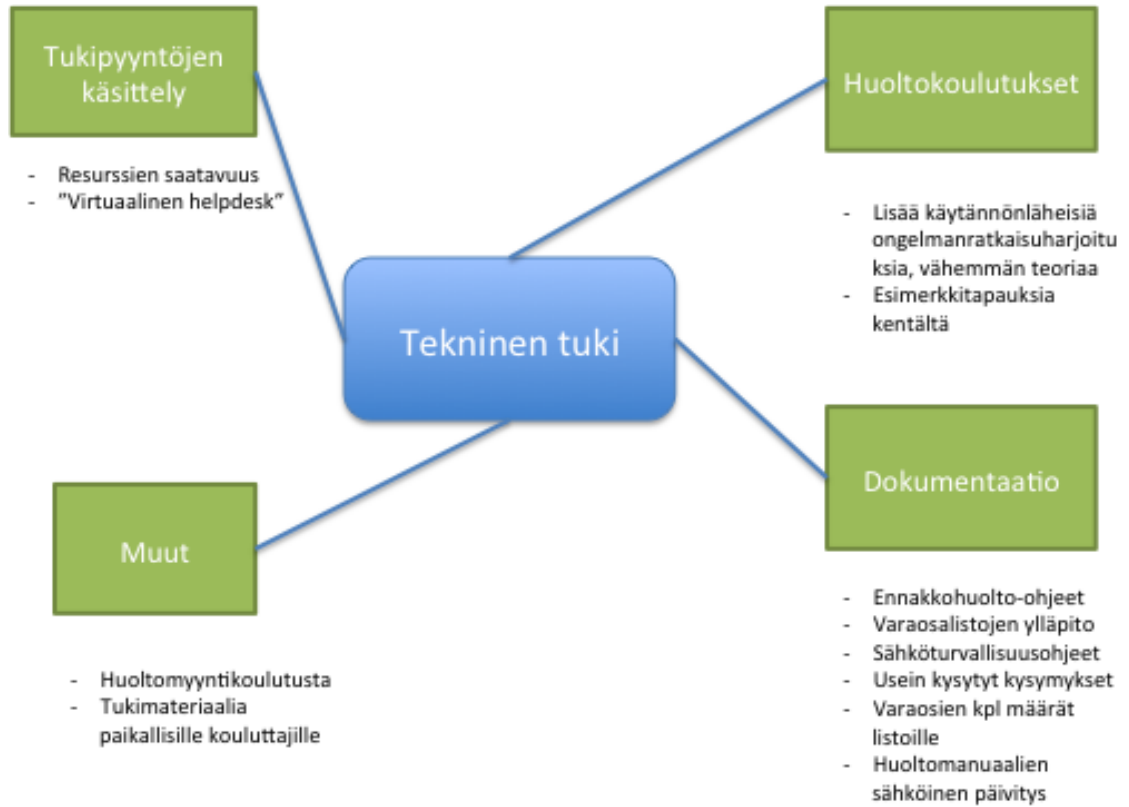 Tukipyyntöjen
käsittely
- Resurssien saatavuus
- "Virtuaalinen helpdesk"
Huoltokoulutukset
- Lisää käytännönläheisiä
ongelmanratkaisuharjoitu
ksia, vähemmän teoriaa
- Esimerkkitapauksia
kentältä
Tekninen tuki
Muut
- Huoltomyyntikoulutusta
- Tukimateriaalia
paikallisille kouluttajille
Dokumentaatio
- Ennakkohuolto-ohjeet
- Varaosalistojen ylläpito
- Sähköturvallisuusohjeet
- Usein kysytyt kysymykset
- Varaosien kpl määrät
listoille
- Huoltomanuaalien
sähköinen päivitys